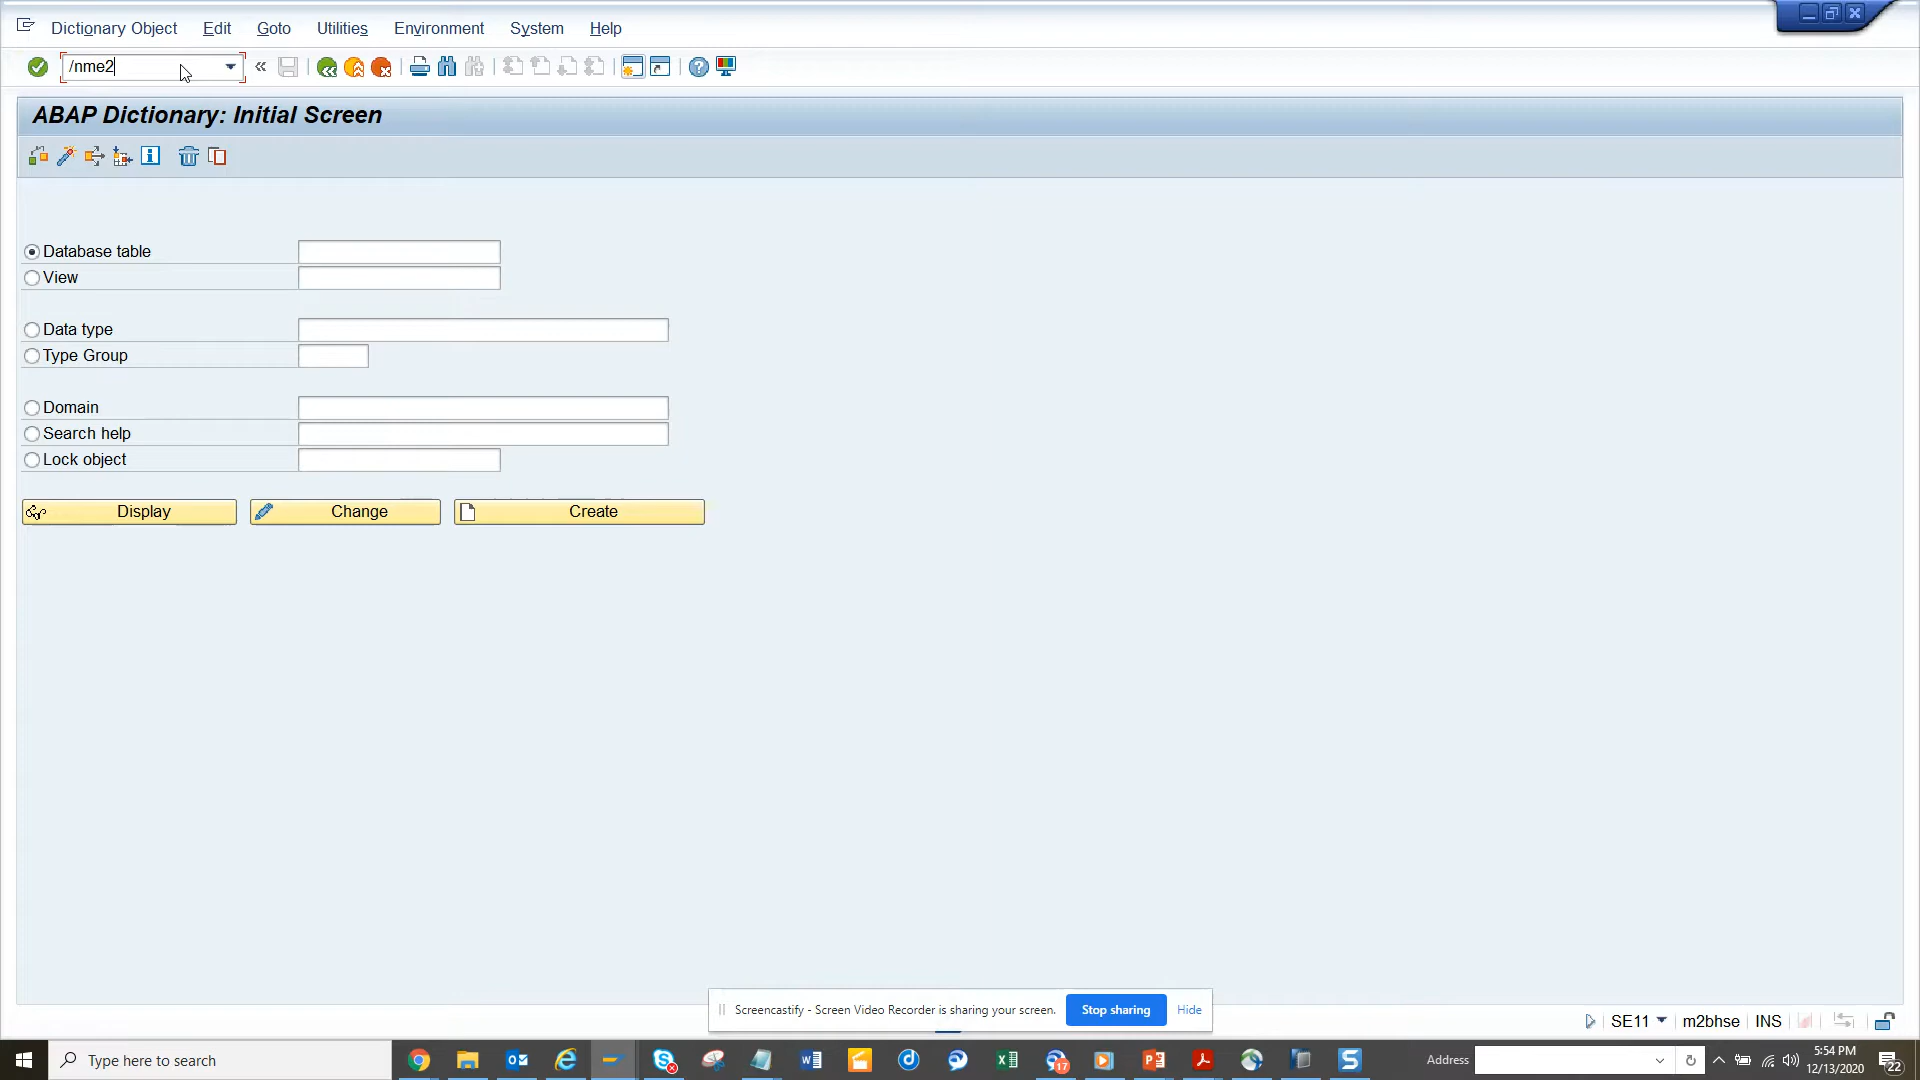 Dictionary Object Edit Goto Utilities Environment System Help
/nme2
ABAP Dictionary: Initial Screen
Database table
View
Data type
Type Group
Domain
Search help
Lock object
Display Change Create
Screencastify - Screen Video Recorder is sharing your screen. Stop sharing Hide
SE11 m2bhse INS
Type here to search
17
Address
5:54 PM
12/13/2020
22